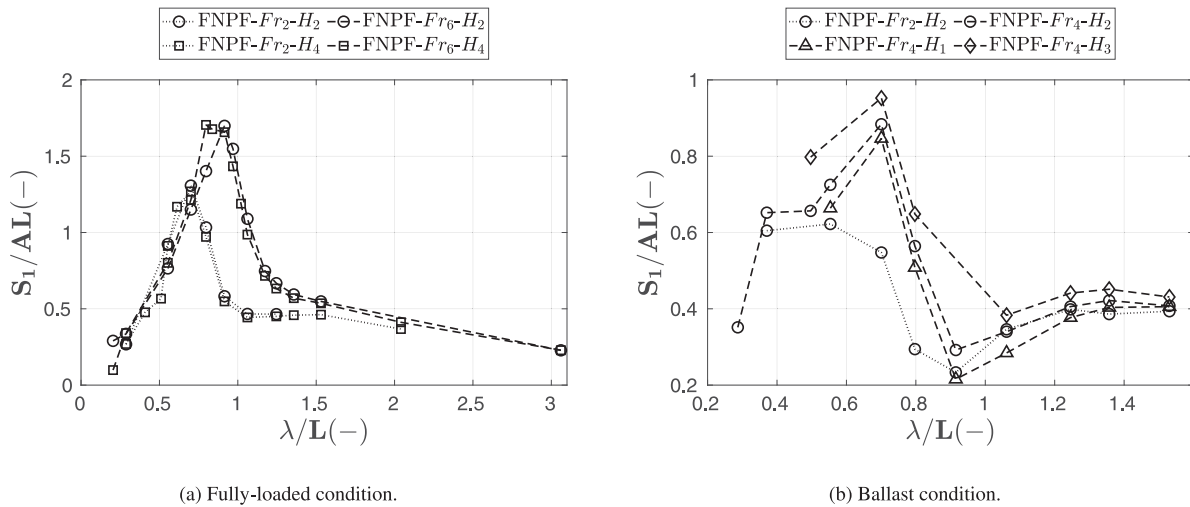 FNPF-Fr₂-H₂ FNPF-Fr₆-H₂
FNPF-Fr₂-H₄ FNPF-Fr₆-H₄
2
1.5
1
0.5
0
S₁/AL(−)
0 0.5 1 1.5 2 2.5 3
λ/L(−)
(a) Fully-loaded condition.
FNPF-Fr₂-H₂ FNPF-Fr₄-H₂
FNPF-Fr₄-H₁ FNPF-Fr₄-H₃
1
0.8
0.6
0.4
0.2
S₁/AL(−)
0.2 0.4 0.6 0.8 1 1.2 1.4
λ/L(−)
(b) Ballast condition.